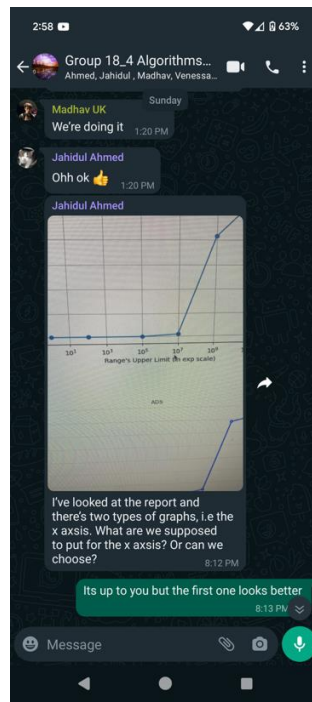 2:58
63%
Group 18_4 Algorithms...
Ahmed, Jahidul , Madhav, Venessa...
Sunday
Madhav UK
We're doing it 1:20 PM
Jahidul Ahmed
Ohh ok 👍 1:20 PM
Jahidul Ahmed
10¹ 10³ 10⁵ 10⁷ 10⁹
Range's Upper Limit (in exp scale)
I've looked at the report and
there's two types of graphs, i.e the
x axsis. What are we supposed
to put for the x axsis? Or can we
choose?
8:12 PM
Its up to you but the first one looks better
8:13 PM
Message